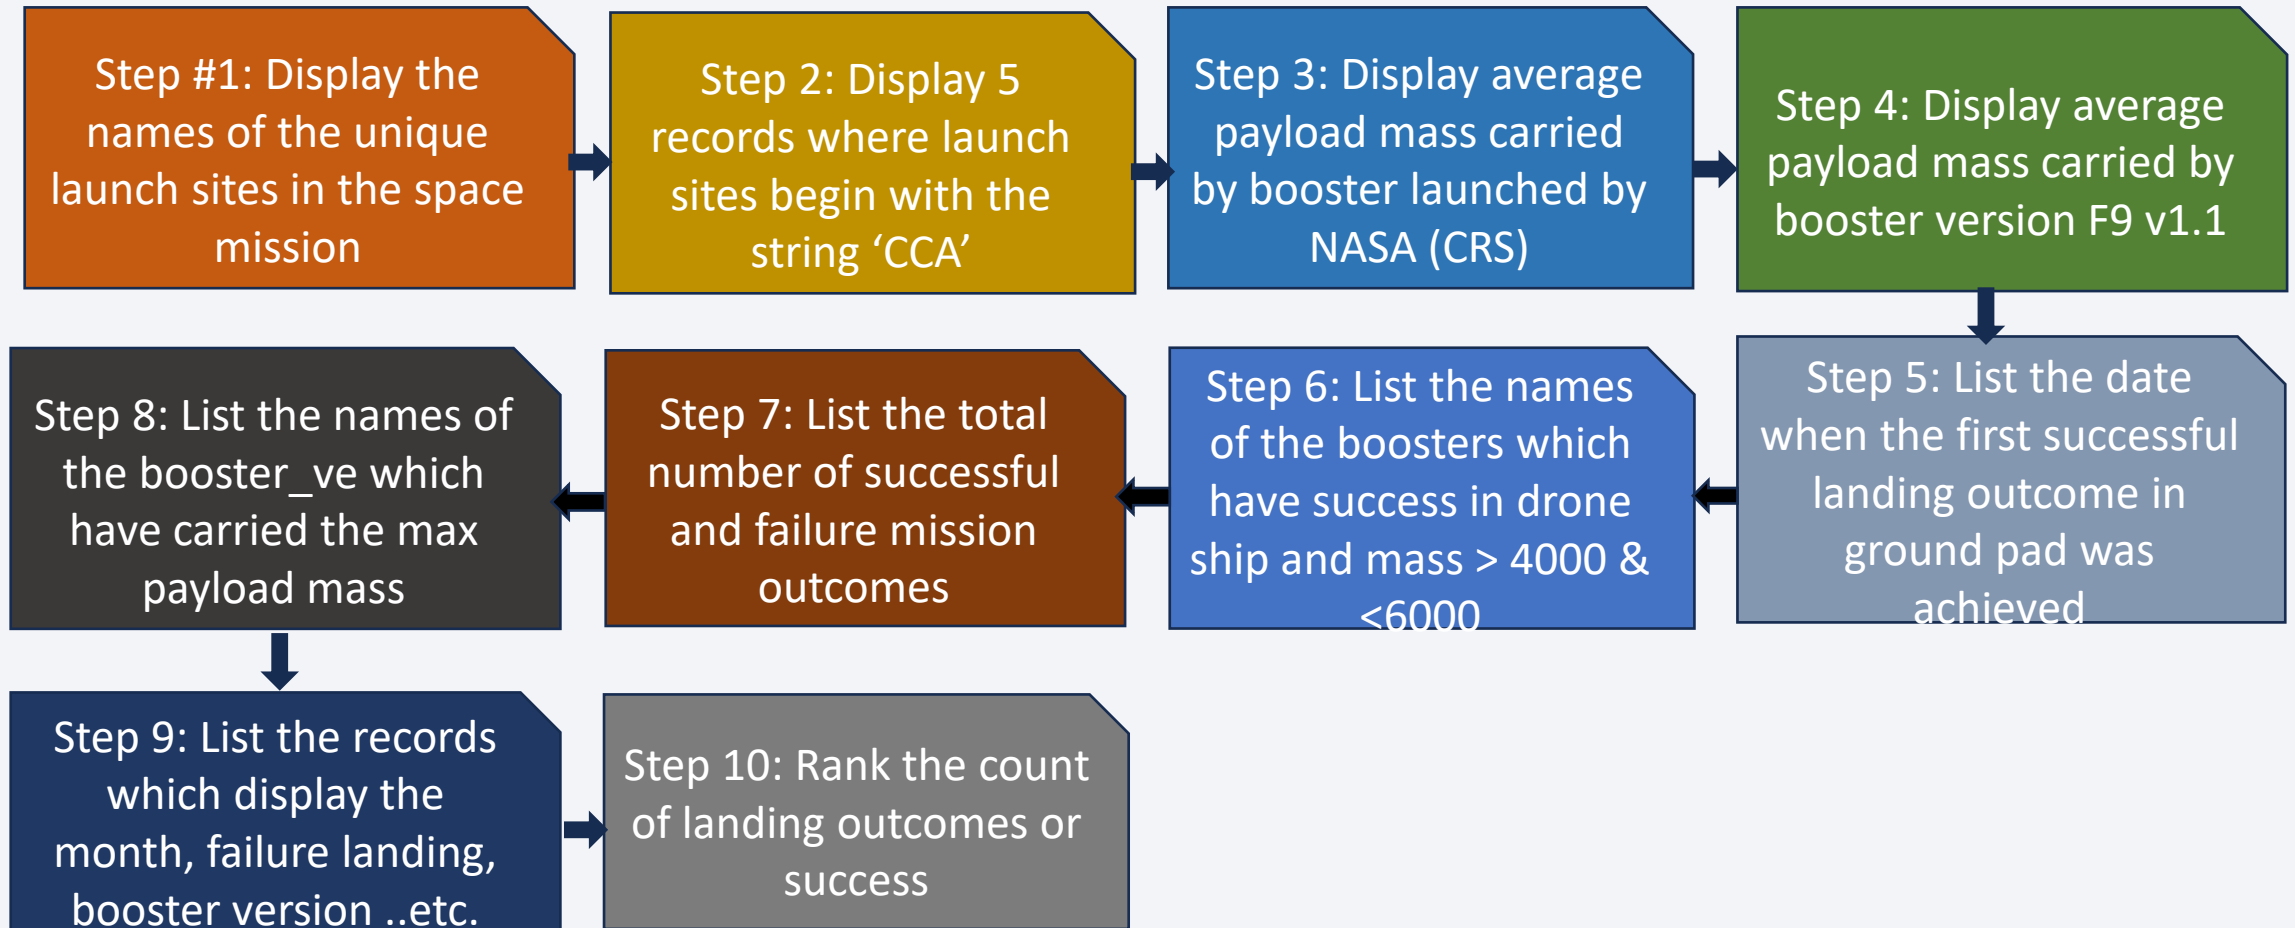 Step #1: Display the
names of the unique
launch sites in the space
mission
Step 2: Display 5
records where launch
sites begin with the
string ‘CCA’
Step 3: Display average
payload mass carried
by booster launched by
NASA (CRS)
Step 4: Display average
payload mass carried by
booster version F9 v1.1
Step 5: List the date
when the first successful
landing outcome in
ground pad was
achieved
Step 6: List the names
of the boosters which
have success in drone
ship and mass > 4000 &
<6000
Step 7: List the total
number of successful
and failure mission
outcomes
Step 8: List the names of
the booster_ve which
have carried the max
payload mass
Step 9: List the records
which display the
month, failure landing,
booster version ..etc.
Step 10: Rank the count
of landing outcomes or
success